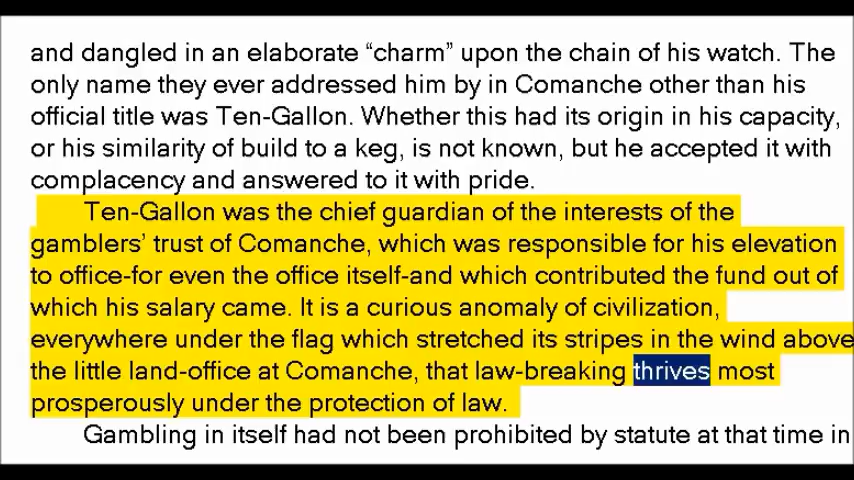 and dangled in an elaborate “charm” upon the chain of his watch. The
only name they ever addressed him by in Comanche other than his
official title was Ten-Gallon. Whether this had its origin in his capacity,
or his similarity of build to a keg, is not known, but he accepted it with
complacency and answered to it with pride.
Ten-Gallon was the chief guardian of the interests of the
gamblers’ trust of Comanche, which was responsible for his elevation
to office-for even the office itself-and which contributed the fund out of
which his salary came. It is a curious anomaly of civilization,
everywhere under the flag which stretched its stripes in the wind above
the little land-office at Comanche, that law-breaking thrives most
prosperously under the protection of law.
Gambling in itself had not been prohibited by statute at that time in